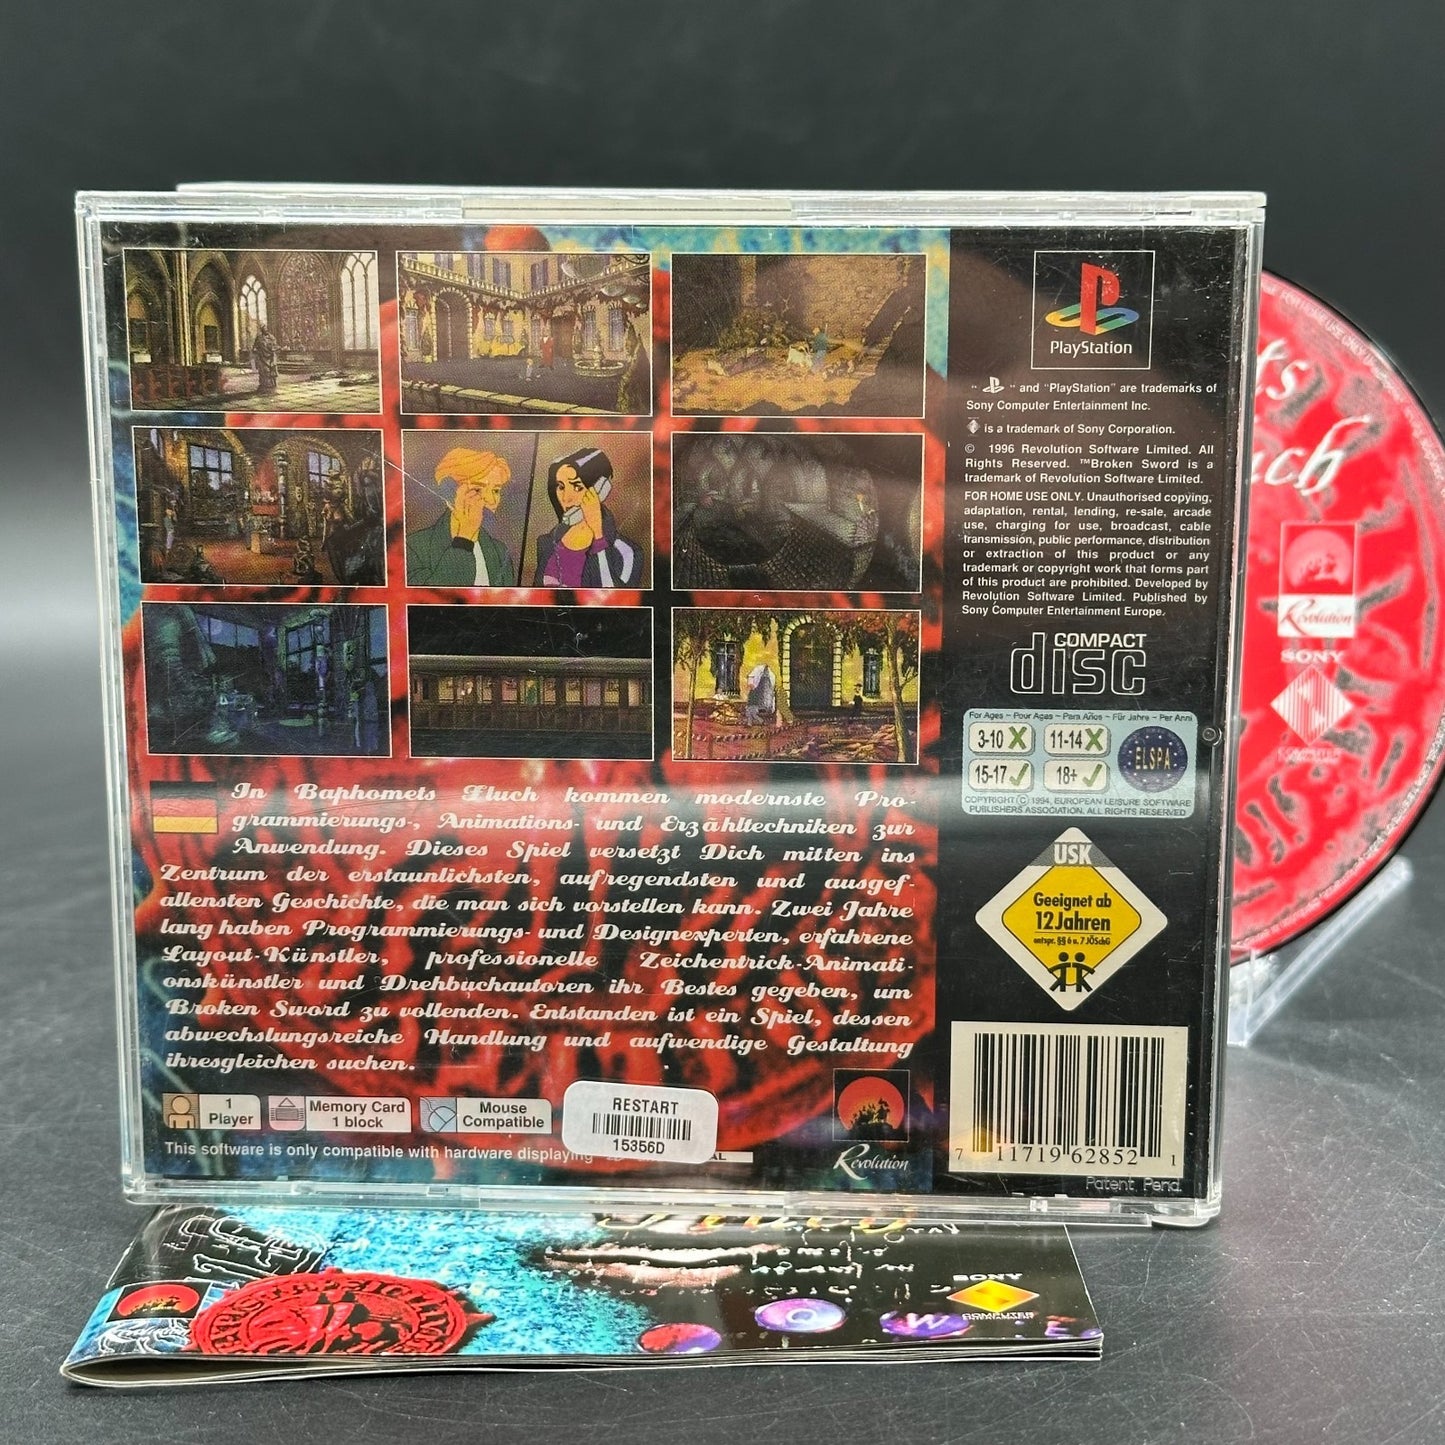 PlayStation
" " and "PlayStation" are trademarks of
Sony Computer Entertainment Inc.
is a trademark of Sony Corporation.
© 1996 Revolution Software Limited. All
Rights Reserved. ™Broken Sword is a
trademark of Revolution Software Limited.
FOR HOME USE ONLY. Unauthorised copying,
adaptation, rental, lending, re-sale, arcade
use, charging for use, broadcast, cable
transmission, public performance, distribution
or extraction of this product or any
trademark or copyright work that forms part
of this product are prohibited. Developed by
Revolution Software Limited. Published by
Sony Computer Entertainment Europe.
COMPACT
disc
For Ages ~ Pour Ages ~ Para Años ~ Für Jahre ~ Per Anni
3-10 11-14
15-17 18+
ELSPA
COPYRIGHT © 1994, EUROPEAN LEISURE SOFTWARE
PUBLISHERS ASSOCIATION. ALL RIGHTS RESERVED
USK
Geeignet ab
12 Jahren
entspr. §§ 6 u. 7 JÖSchG
7 11719 62852 1
Patent Pend.
In Baphomets Fluch kommen modernste Pro-
grammierungs-, Animations- und Erzähltechniken zur
Anwendung. Dieses Spiel versetzt Dich mitten ins
Zentrum der erstaunlichsten, aufregendsten und ausgef-
allensten Geschichte, die man sich vorstellen kann. Zwei Jahre
lang haben Programmierungs- und Designexperten, erfahrene
Layout-Künstler, professionelle Zeichentrick-Animati-
onskünstler und Drehbuchautoren ihr Bestes gegeben, um
Broken Sword zu vollenden. Entstanden ist ein Spiel, dessen
abwechslungsreiche Handlung und aufwendige Gestaltung
ihresgleichen suchen.
1
Player
Memory Card
1 block
Mouse
Compatible
RESTART
15356D
This software is only compatible with hardware displaying
Revolution
Revolution
SONY
COMPUTER
SONY
COMPUTER
Q W E